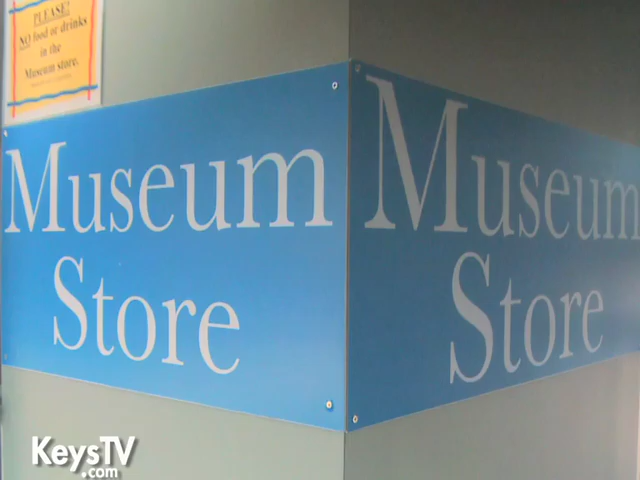 PLEASE!
NO food or drinks
in the
Museum store.
Museum
Store
Museum
Store
KeysTV
.com